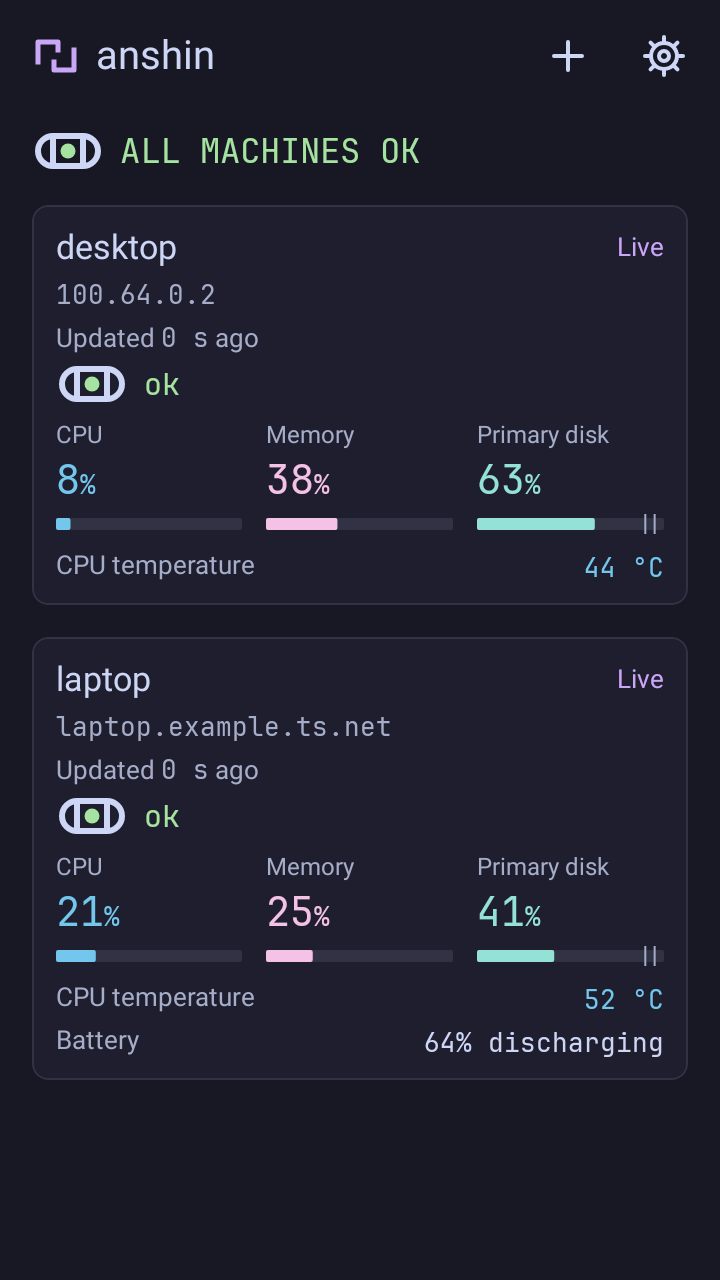 anshin
ALL MACHINES OK
desktop Live
100.64.0.2
Updated 0 s ago
ok
CPU Memory Primary disk
8% 38% 63%
CPU temperature 44 °C
laptop Live
laptop.example.ts.net
Updated 0 s ago
ok
CPU Memory Primary disk
21% 25% 41%
CPU temperature 52 °C
Battery 64% discharging